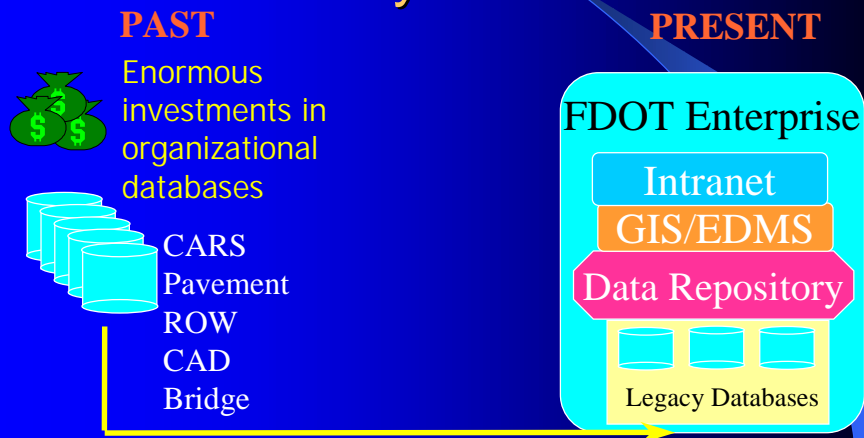 PAST
Enormous
investments in
organizational
databases
$
$
$
CARS
Pavement
ROW
CAD
Bridge
PRESENT
FDOT Enterprise
Intranet
GIS/EDMS
Data Repository
Legacy Databases